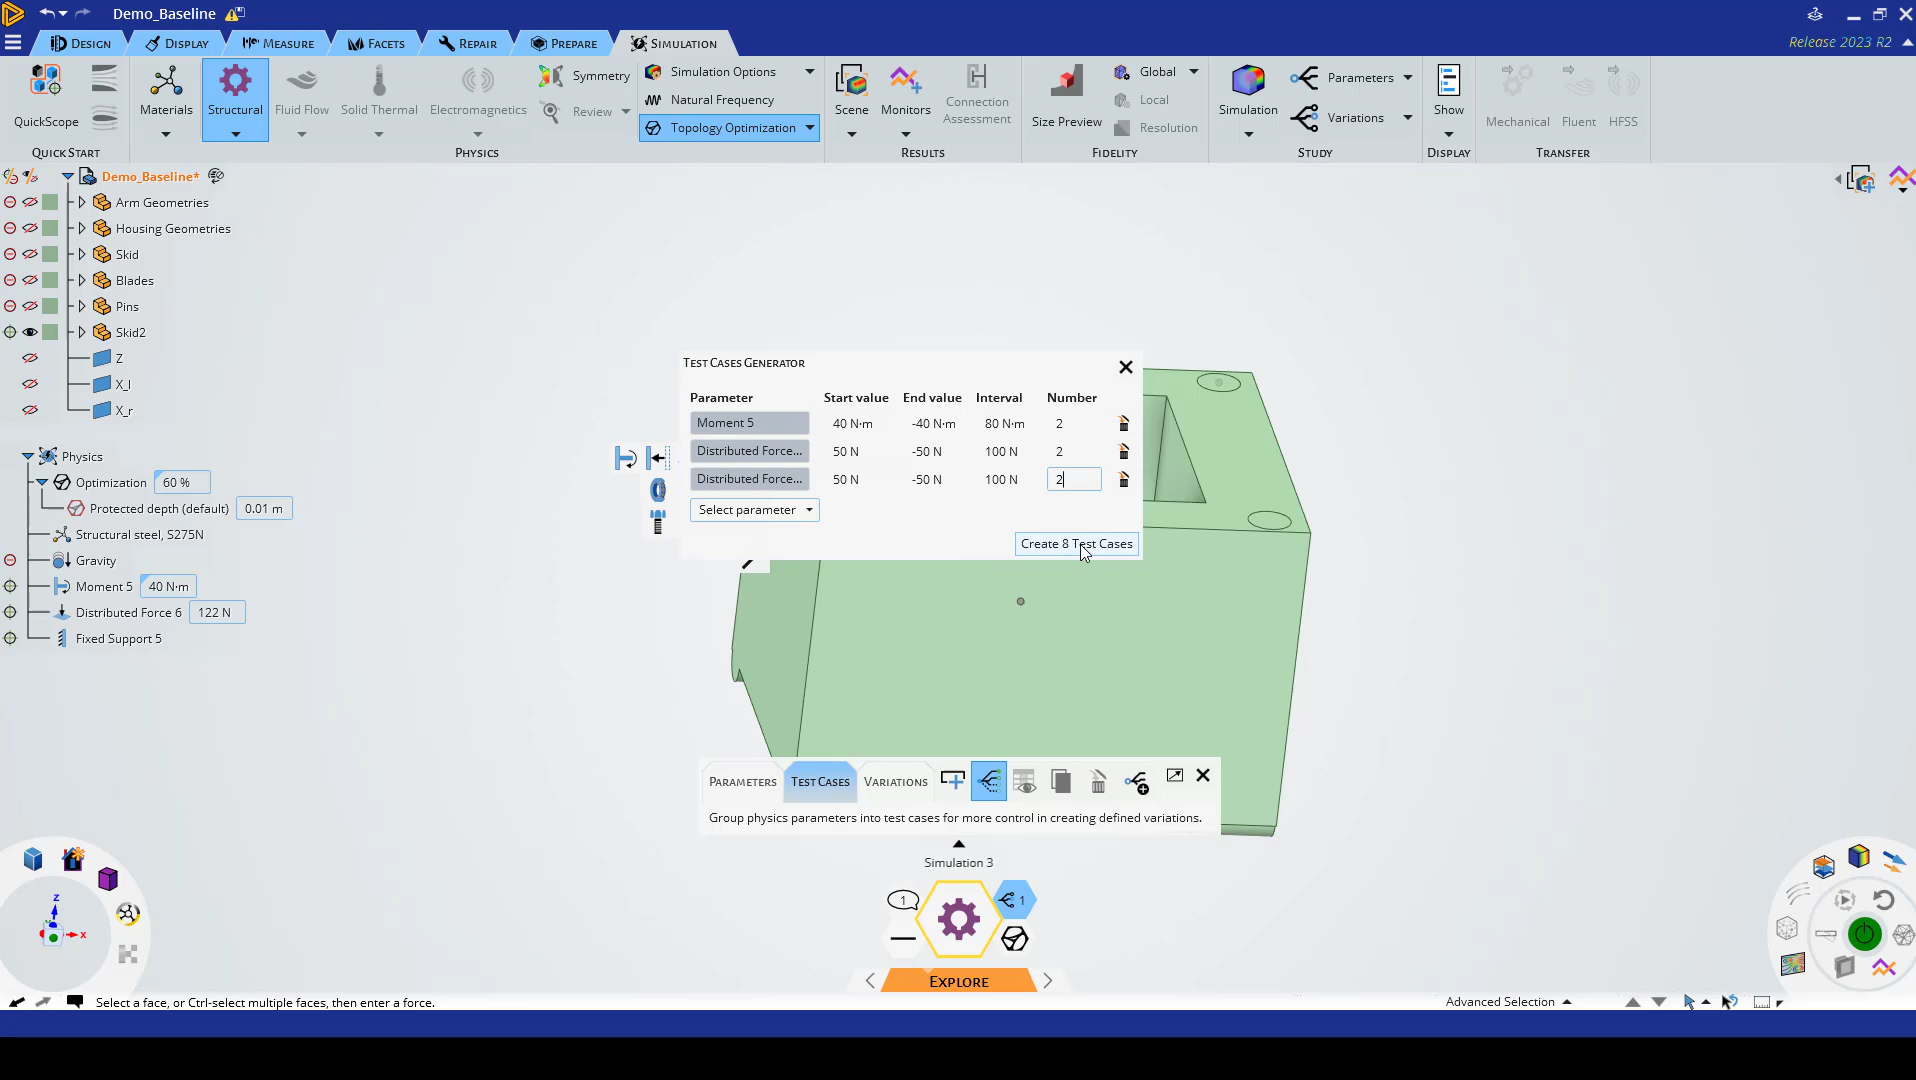 Demo_Baseline
Design
Display
Measure
Facets
Repair
Prepare
Simulation
Release 2023 R2
QuickScope
Materials
Structural
Fluid Flow
Solid Thermal
Electromagnetics
Symmetry
Review
Simulation Options
Natural Frequency
Topology Optimization
Scene
Monitors
Connection
Assessment
Size Preview
Global
Local
Resolution
Simulation
Parameters
Variations
Show
Mechanical
Fluent
HFSS
Quick Start
Physics
Results
Fidelity
Study
Display
Transfer
Demo_Baseline*
Arm Geometries
Housing Geometries
Skid
Blades
Pins
Skid2
Z
X_l
X_r
Physics
Optimization 60 %
Protected depth (default) 0.01 m
Structural steel, S275N
Gravity
Moment 5 40 N·m
Distributed Force 6 122 N
Fixed Support 5
Test Cases Generator
Parameter Start value End value Interval Number
Moment 5 40 N·m -40 N·m 80 N·m 2
Distributed Force... 50 N -50 N 100 N 2
Distributed Force... 50 N -50 N 100 N 2
Select parameter
Create 8 Test Cases
Parameters
Test Cases
Variations
Group physics parameters into test cases for more control in creating defined variations.
Simulation 3
1
1
Explore
z
x
Select a face, or Ctrl-select multiple faces, then enter a force.
Advanced Selection